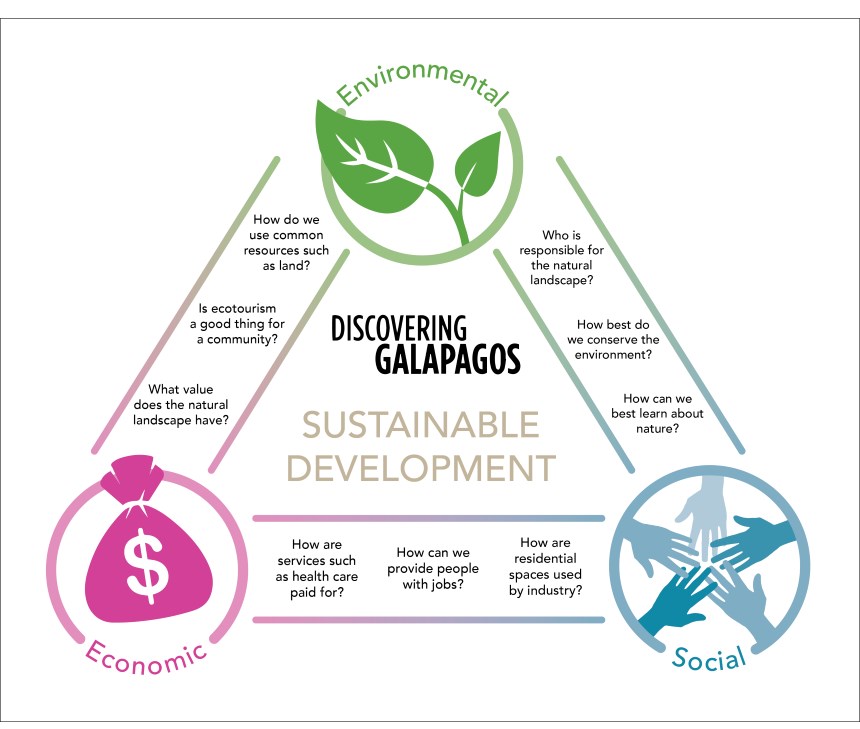 Environmental
How do we
use common
resources such
as land?
Is ecotourism
a good thing for
a community?
What value
does the natural
landscape have?
Who is
responsible for
the natural
landscape?
How best do
we conserve the
environment?
How can we
best learn about
nature?
DISCOVERING
GALAPAGOS
SUSTAINABLE
DEVELOPMENT
How are
services such
as health care
paid for?
How can we
provide people
with jobs?
How are
residential
spaces used
by industry?
$
Economic
Social